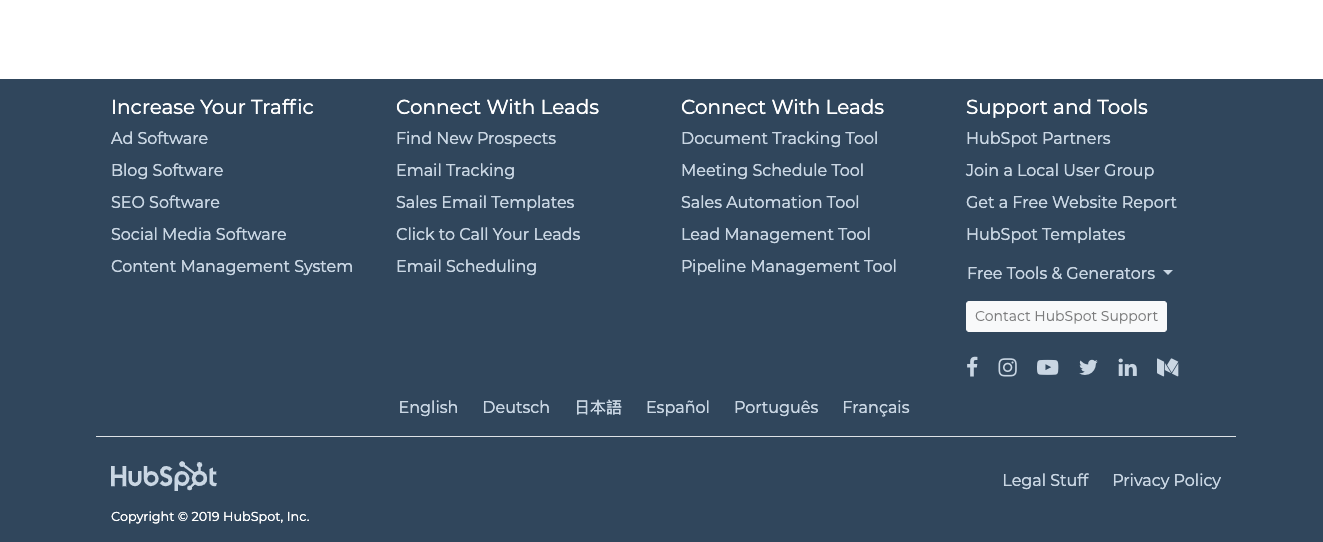 Increase Your Traffic
Ad Software
Blog Software
SEO Software
Social Media Software
Content Management System
Connect With Leads
Find New Prospects
Email Tracking
Sales Email Templates
Click to Call Your Leads
Email Scheduling
Connect With Leads
Document Tracking Tool
Meeting Schedule Tool
Sales Automation Tool
Lead Management Tool
Pipeline Management Tool
Support and Tools
HubSpot Partners
Join a Local User Group
Get a Free Website Report
HubSpot Templates
Free Tools & Generators
Contact HubSpot Support
English Deutsch 日本語 Español Português Français
HubSpot
Copyright © 2019 HubSpot, Inc.
Legal Stuff Privacy Policy